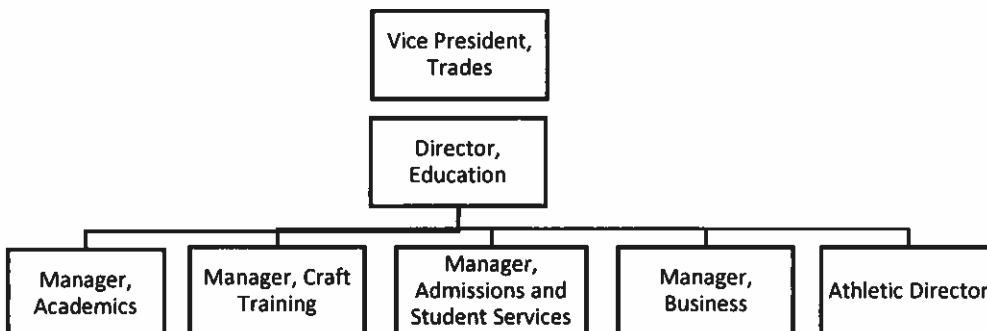 Vice President,
Trades
Director,
Education
Manager,
Academics
Manager, Craft
Training
Manager,
Admissions and
Student Services
Manager,
Business
Athletic Director